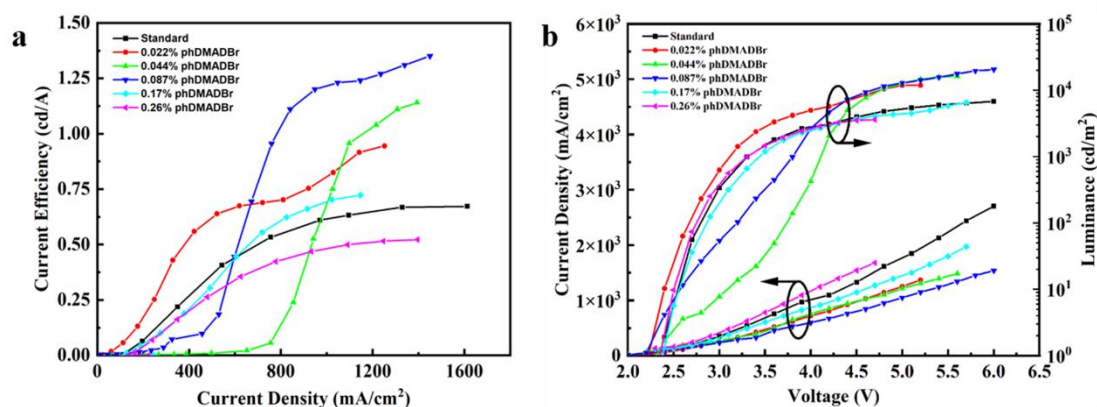 a
Current Efficiency (cd/A)
1.50
1.25
1.00
0.75
0.50
0.25
0.00
Standard
0.022% phDMADBr
0.044% phDMADBr
0.087% phDMADBr
0.17% phDMADBr
0.26% phDMADBr
0 400 800 1200 1600
Current Density (mA/cm²)
b
Current Density (mA/cm²)
6×10³
5×10³
4×10³
3×10³
2×10³
1×10³
0
Standard
0.022% phDMADBr
0.044% phDMADBr
0.087% phDMADBr
0.17% phDMADBr
0.26% phDMADBr
10⁵
10⁴
10³
10²
10¹
10⁰
Luminance (cd/m²)
2.0 2.5 3.0 3.5 4.0 4.5 5.0 5.5 6.0 6.5
Voltage (V)